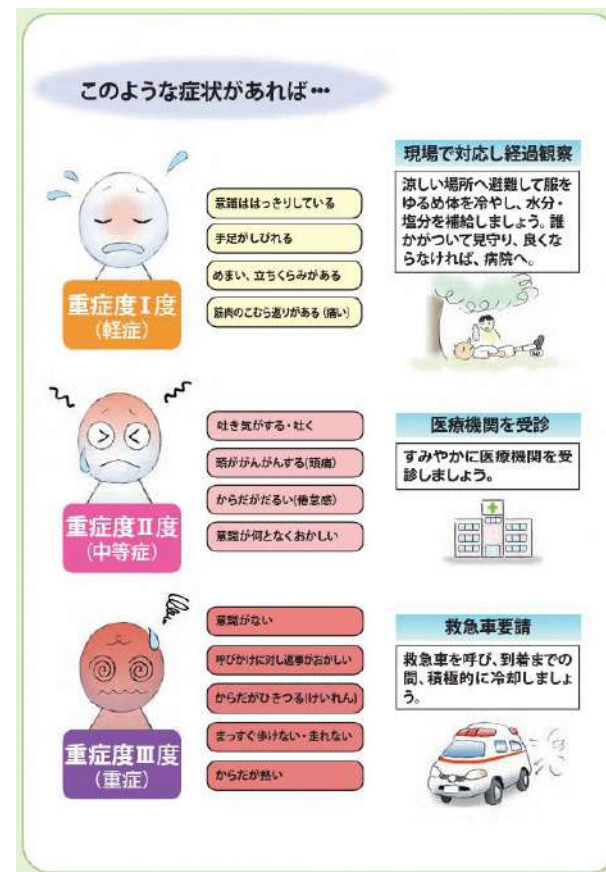 このような症状があれば…
重症度Ⅰ度
(軽症)
意識ははっきりしている
手足がしびれる
めまい、立ちくらみがある
筋肉のこむら返りがある(痛い)
現場で対応し経過観察
涼しい場所へ避難して服を
ゆるめ体を冷やし、水分・
塩分を補給しましょう。誰
かがついて見守り、良くな
らなければ、病院へ。
重症度Ⅱ度
(中等症)
吐き気がする・吐く
頭ががんがんする(頭痛)
からだがだるい(倦怠感)
意識が何となくおかしい
医療機関を受診
すみやかに医療機関を受
診しましょう。
重症度Ⅲ度
(重症)
意識がない
呼びかけに対し返事がおかしい
からだがひきつる(けいれん)
まっすぐ歩けない・走れない
からだが熱い
救急車要請
救急車を呼び、到着までの
間、積極的に冷却しましょ
う。